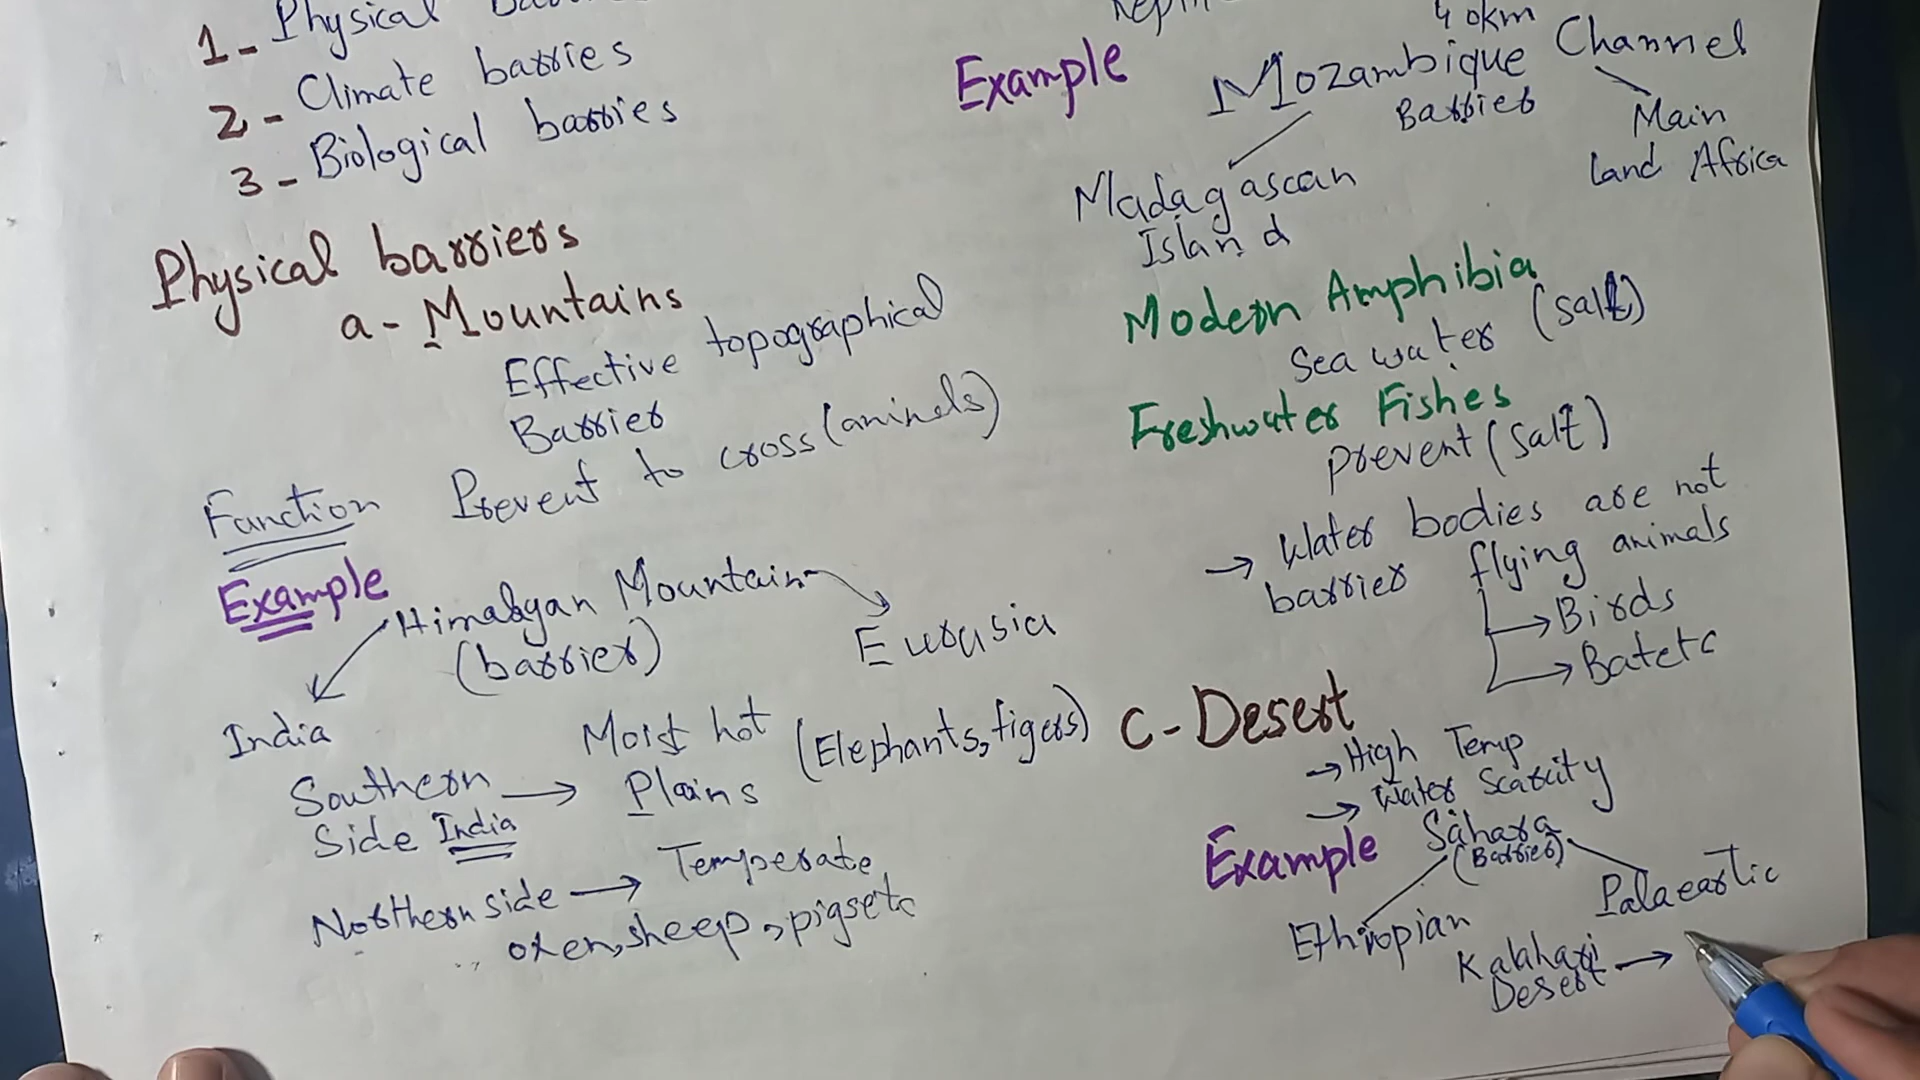 1- Physical
2- Climate barries
3- Biological barries
Physical barriers
a- Mountains
Effective topographical
Barrier
Function Prevent to cross (animels)
Example
Himalayan Mountain
(barrier)
Eurasia
India
Southern
Side India
Moist hot
Plains
(Elephants, tigers)
Northern side
Temperate
oxen, sheep, pigs etc
40km
Example
Mozambique Channel
Barrier
Main
land Africa
Madagascan
Island
Modern Amphibia
Sea water (salt)
Freshwater Fishes
prevent (salt)
→ Water bodies are not
barrier flying animals
→ Birds
→ Bat etc
C- Desert
→ High Temp
→ Water Scarcity
Example Sahara
(Barrier)
Ethiopian
Palaeartic
Kalahari →
Desert